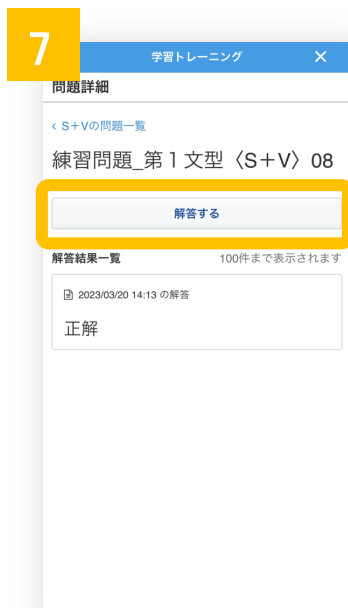 7
学習トレーニング ×
問題詳細
< S+Vの問題一覧
練習問題_第1文型〈S+V〉08
解答する
解答結果一覧 100件まで表示されます
2023/03/20 14:13 の解答
正解